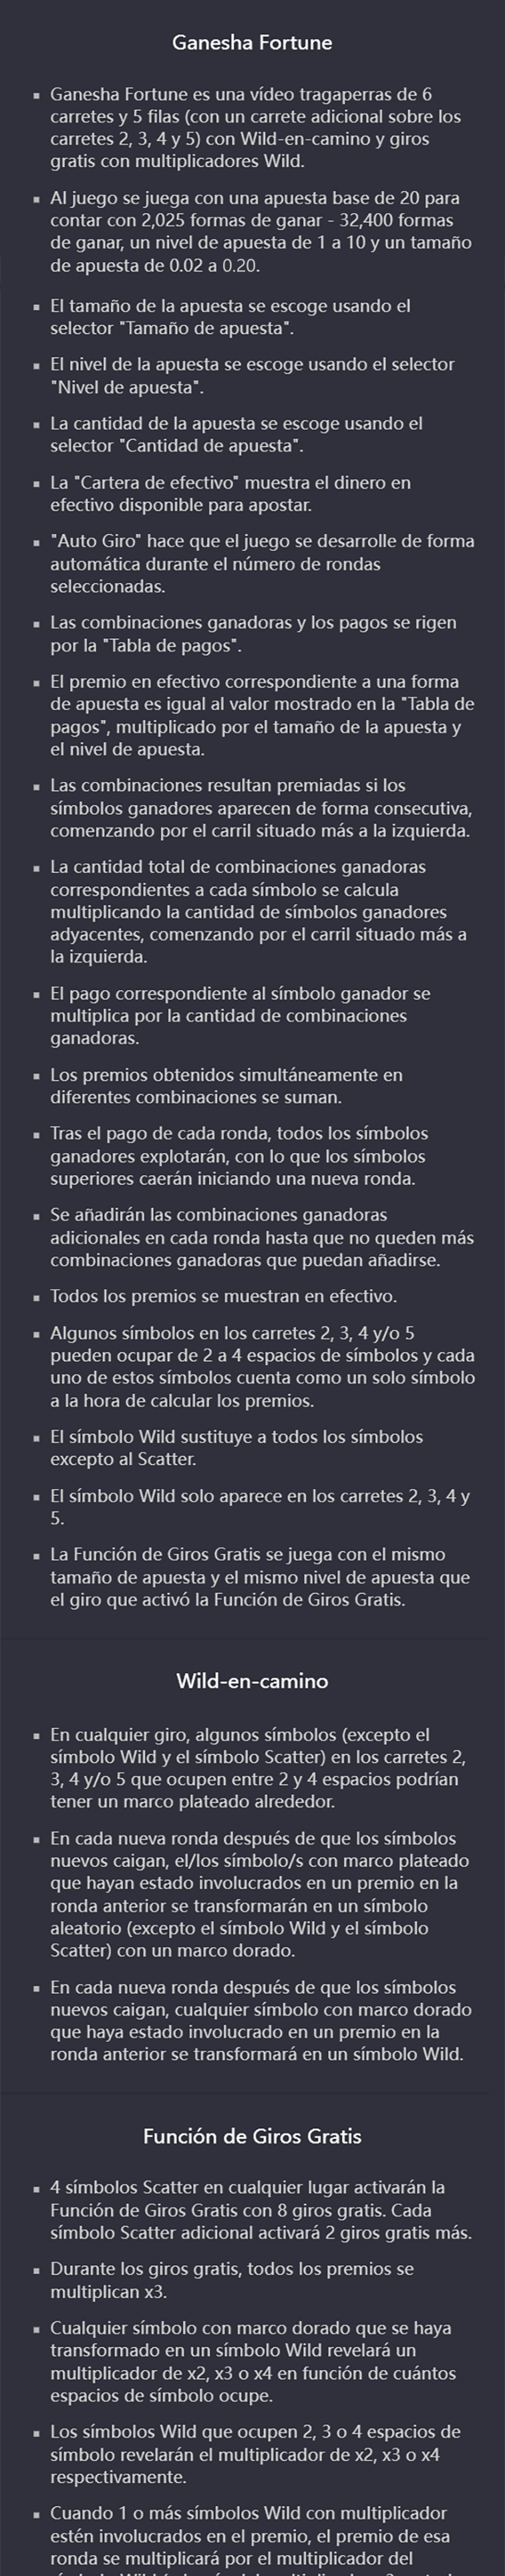 Ganesha Fortune
▪ Ganesha Fortune es una vídeo tragaperras de 6
carretes y 5 filas (con un carrete adicional sobre los
carretes 2, 3, 4 y 5) con Wild-en-camino y giros
gratis con multiplicadores Wild.
▪ Al juego se juega con una apuesta base de 20 para
contar con 2,025 formas de ganar - 32,400 formas
de ganar, un nivel de apuesta de 1 a 10 y un tamaño
de apuesta de 0.02 a 0.20.
▪ El tamaño de la apuesta se escoge usando el
selector "Tamaño de apuesta".
▪ El nivel de la apuesta se escoge usando el selector
"Nivel de apuesta".
▪ La cantidad de la apuesta se escoge usando el
selector "Cantidad de apuesta".
▪ La "Cartera de efectivo" muestra el dinero en
efectivo disponible para apostar.
▪ "Auto Giro" hace que el juego se desarrolle de forma
automática durante el número de rondas
seleccionadas.
▪ Las combinaciones ganadoras y los pagos se rigen
por la "Tabla de pagos".
▪ El premio en efectivo correspondiente a una forma
de apuesta es igual al valor mostrado en la "Tabla de
pagos", multiplicado por el tamaño de la apuesta y
el nivel de apuesta.
▪ Las combinaciones resultan premiadas si los
símbolos ganadores aparecen de forma consecutiva,
comenzando por el carril situado más a la izquierda.
▪ La cantidad total de combinaciones ganadoras
correspondientes a cada símbolo se calcula
multiplicando la cantidad de símbolos ganadores
adyacentes, comenzando por el carril situado más a
la izquierda.
▪ El pago correspondiente al símbolo ganador se
multiplica por la cantidad de combinaciones
ganadoras.
▪ Los premios obtenidos simultáneamente en
diferentes combinaciones se suman.
▪ Tras el pago de cada ronda, todos los símbolos
ganadores explotarán, con lo que los símbolos
superiores caerán iniciando una nueva ronda.
▪ Se añadirán las combinaciones ganadoras
adicionales en cada ronda hasta que no queden más
combinaciones ganadoras que puedan añadirse.
▪ Todos los premios se muestran en efectivo.
▪ Algunos símbolos en los carretes 2, 3, 4 y/o 5
pueden ocupar de 2 a 4 espacios de símbolos y cada
uno de estos símbolos cuenta como un solo símbolo
a la hora de calcular los premios.
▪ El símbolo Wild sustituye a todos los símbolos
excepto al Scatter.
▪ El símbolo Wild solo aparece en los carretes 2, 3, 4 y
5.
▪ La Función de Giros Gratis se juega con el mismo
tamaño de apuesta y el mismo nivel de apuesta que
el giro que activó la Función de Giros Gratis.
Wild-en-camino
▪ En cualquier giro, algunos símbolos (excepto el
símbolo Wild y el símbolo Scatter) en los carretes 2,
3, 4 y/o 5 que ocupen entre 2 y 4 espacios podrían
tener un marco plateado alrededor.
▪ En cada nueva ronda después de que los símbolos
nuevos caigan, el/los símbolo/s con marco plateado
que hayan estado involucrados en un premio en la
ronda anterior se transformarán en un símbolo
aleatorio (excepto el símbolo Wild y el símbolo
Scatter) con un marco dorado.
▪ En cada nueva ronda después de que los símbolos
nuevos caigan, cualquier símbolo con marco dorado
que haya estado involucrado en un premio en la
ronda anterior se transformará en un símbolo Wild.
Función de Giros Gratis
▪ 4 símbolos Scatter en cualquier lugar activarán la
Función de Giros Gratis con 8 giros gratis. Cada
símbolo Scatter adicional activará 2 giros gratis más.
▪ Durante los giros gratis, todos los premios se
multiplican x3.
▪ Cualquier símbolo con marco dorado que se haya
transformado en un símbolo Wild revelará un
multiplicador de x2, x3 o x4 en función de cuántos
espacios de símbolo ocupe.
▪ Los símbolos Wild que ocupen 2, 3 o 4 espacios de
símbolo revelarán el multiplicador de x2, x3 o x4
respectivamente.
▪ Cuando 1 o más símbolos Wild con multiplicador
estén involucrados en el premio, el premio de esa
ronda se multiplicará por el multiplicador del